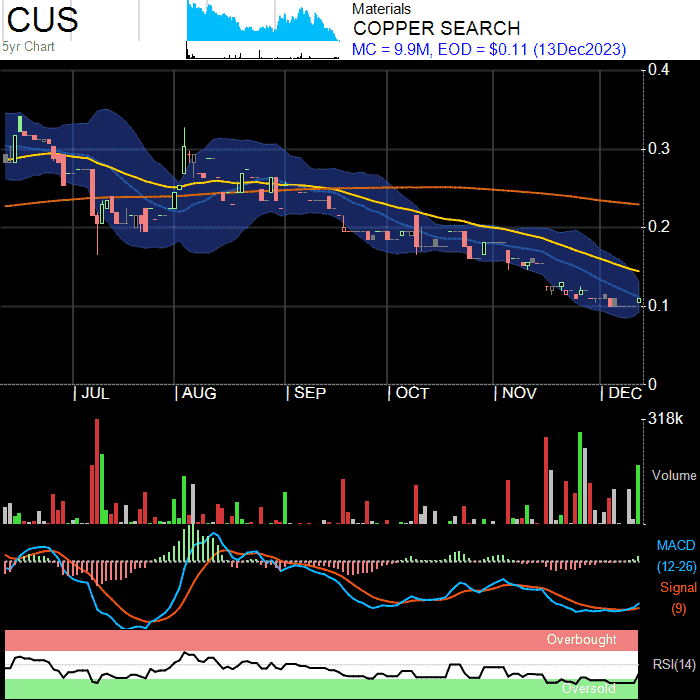 CUS
5yr Chart
Materials
COPPER SEARCH
MC = 9.9M, EOD = $0.11 (13Dec2023)
0.4
0.3
0.2
0.1
0
| JUL | AUG | SEP | OCT | NOV | DEC
318k
Volume
MACD
(12-26)
Signal
(9)
Overbought
RSI(14)
Oversold